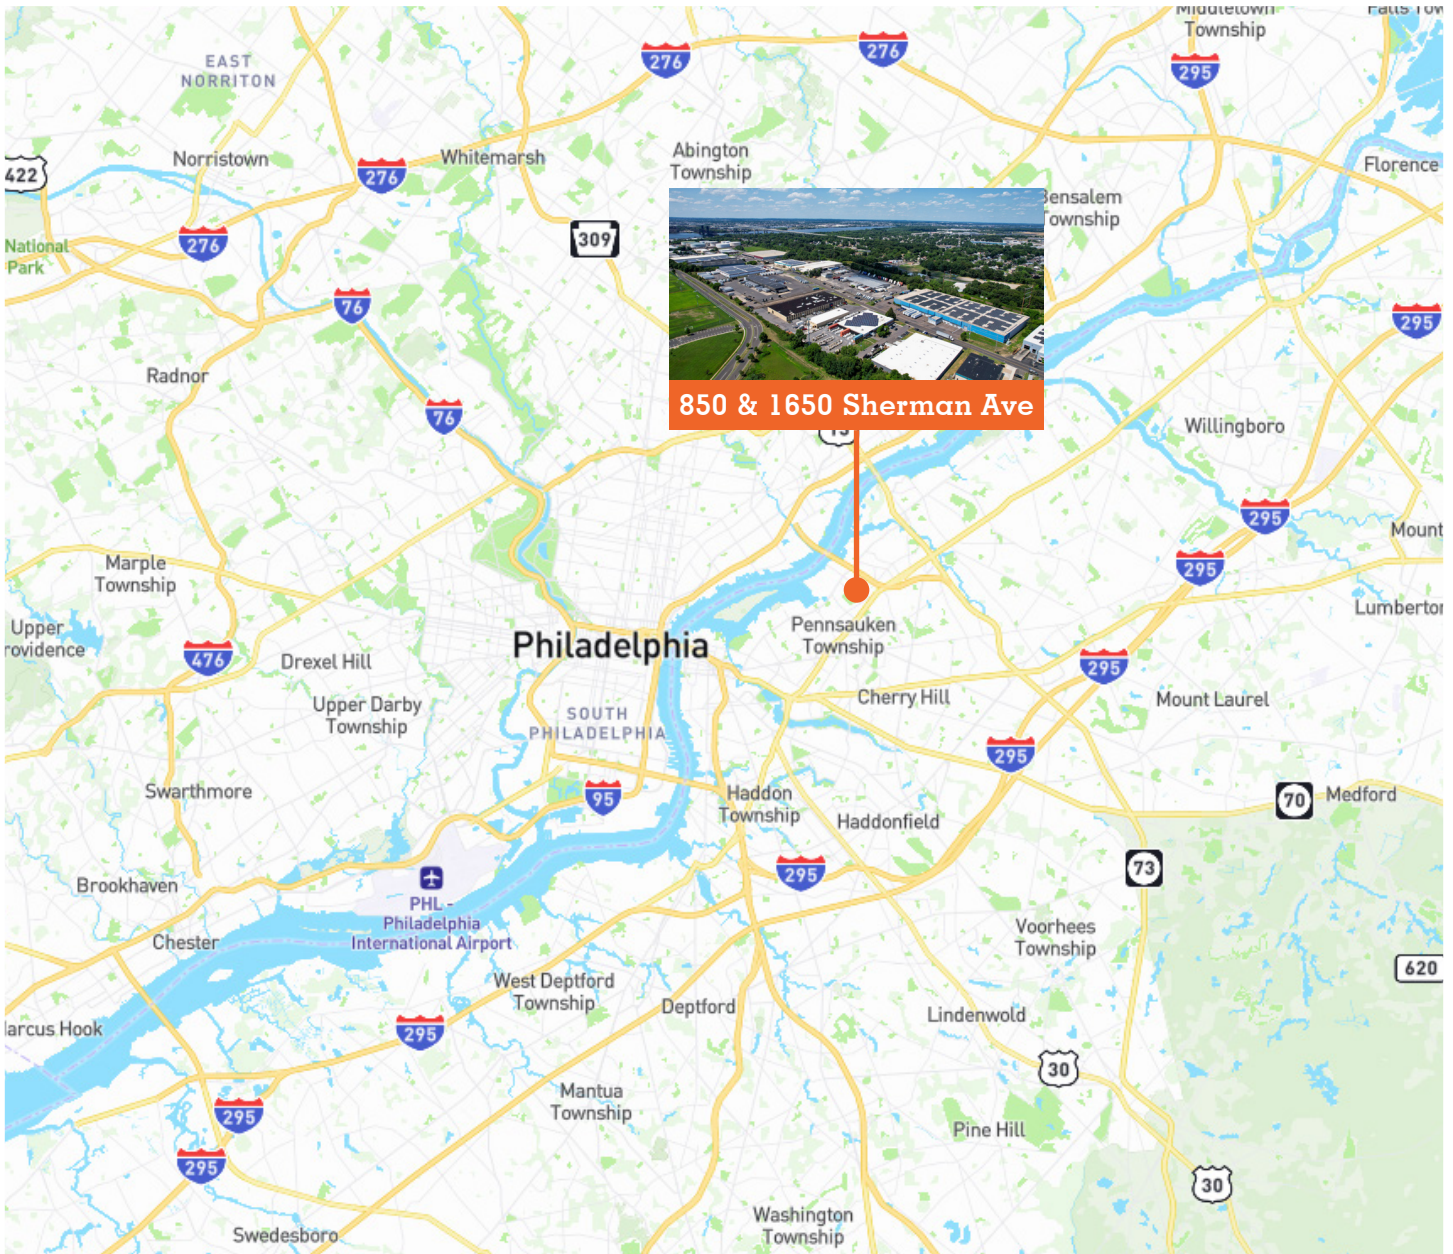 Middletown
Township
EAST
NORRITON
276
276
295
Norristown
Whitemarsh
Abington
Township
Florence
422
276
Bensalem
Township
309
National
Park
276
76
295
Radnor
850 & 1650 Sherman Ave
76
Willingboro
295
Mount
Marple
Township
295
Lumberton
Upper
Providence
Pennsauken
Township
Philadelphia
476
Drexel Hill
295
Cherry Hill
Mount Laurel
Upper Darby
Township
SOUTH
PHILADELPHIA
295
Swarthmore
95
Haddon
Township
70
Medford
Haddonfield
295
73
Brookhaven
PHL -
Philadelphia
International Airport
Chester
Voorhees
Township
620
West Deptford
Township
Deptford
Lindenwold
Marcus Hook
295
30
Mantua
Township
295
Pine Hill
295
30
Washington
Township
Swedesboro